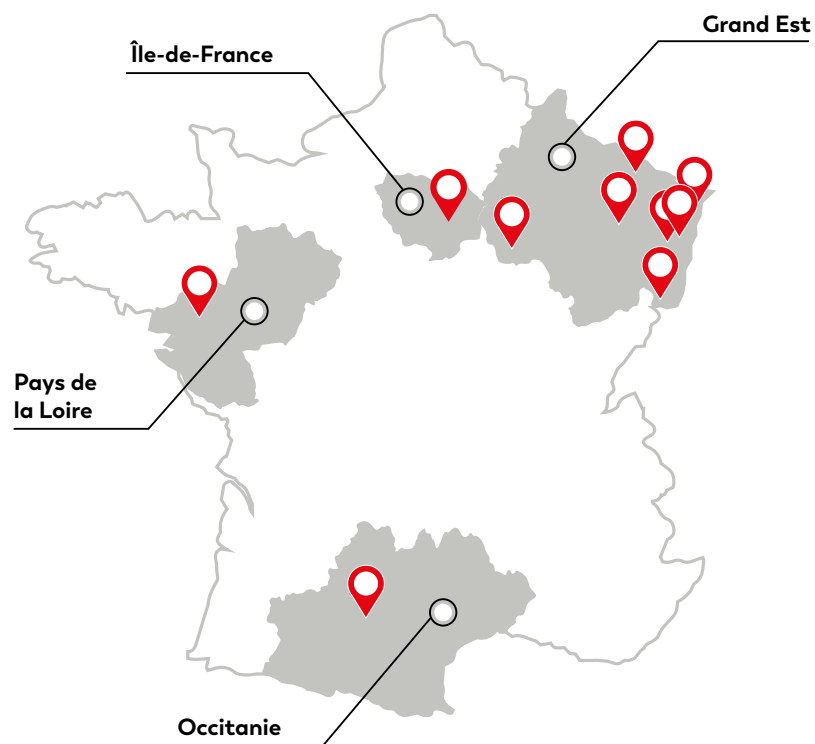 Grand Est
Île-de-France
Pays de
la Loire
Occitanie